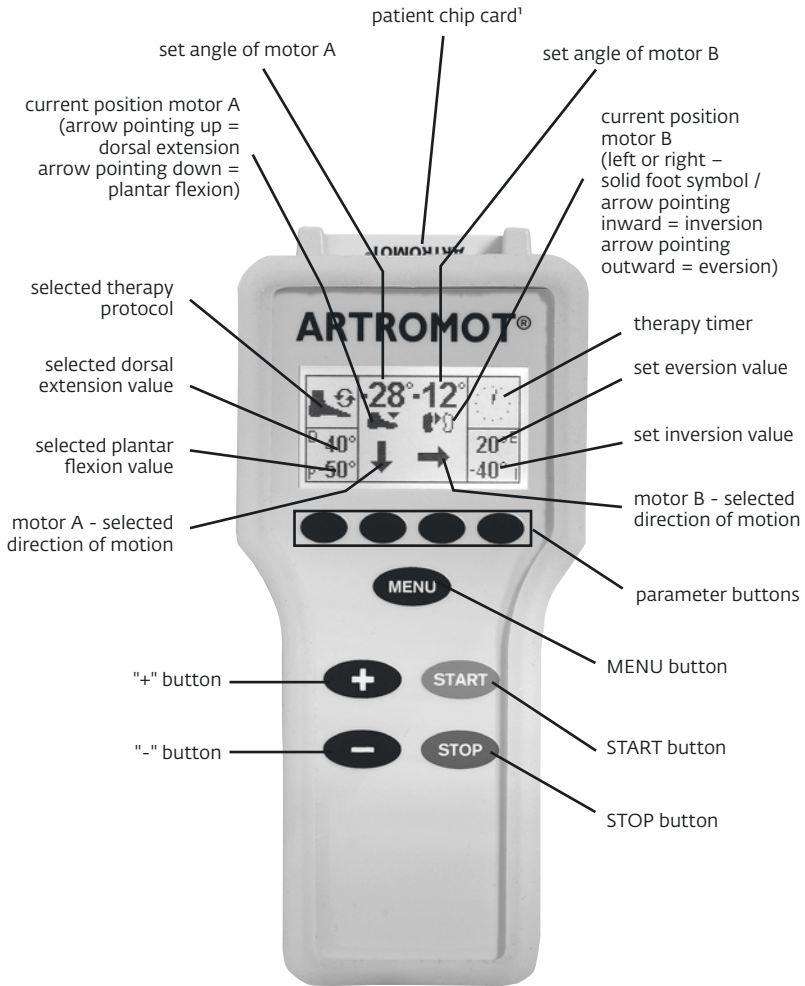 patient chip card¹
set angle of motor A
set angle of motor B
current position motor A
(arrow pointing up =
dorsal extension
arrow pointing down =
plantar flexion)
current position
motor B
(left or right –
solid foot symbol /
arrow pointing
inward = inversion
arrow pointing
outward = eversion)
selected therapy
protocol
selected dorsal
extension value
selected plantar
flexion value
motor A - selected
direction of motion
therapy timer
set eversion value
set inversion value
motor B - selected
direction of motion
parameter buttons
MENU button
START button
STOP button
"+" button
"-" button
ARTROMOT
ARTROMOT®
-28° -12°
D 40°
P-50°
20° E
-40° I
MENU
+
START
–
STOP